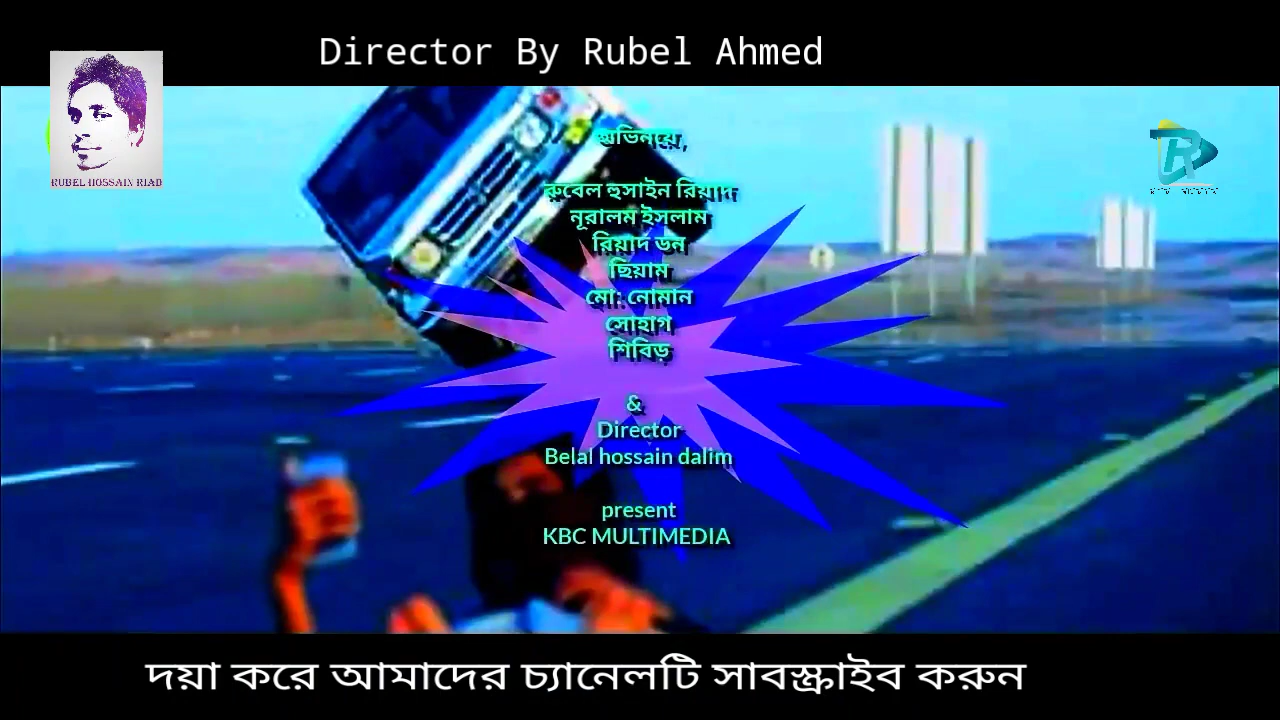 Director By Rubel Ahmed
RUBEL HOSSAIN RIAD
অভিনয়ে,
রুবেল হুসাইন রিয়াদ
নূরালম ইসলাম
রিয়াদ ডন
ছিয়াম
মো: নোমান
সোহাগ
শিবিড়
&
Director
Belal hossain dalim
present
KBC MULTIMEDIA
দয়া করে আমাদের চ্যানেলটি সাবস্ক্রাইব করুন